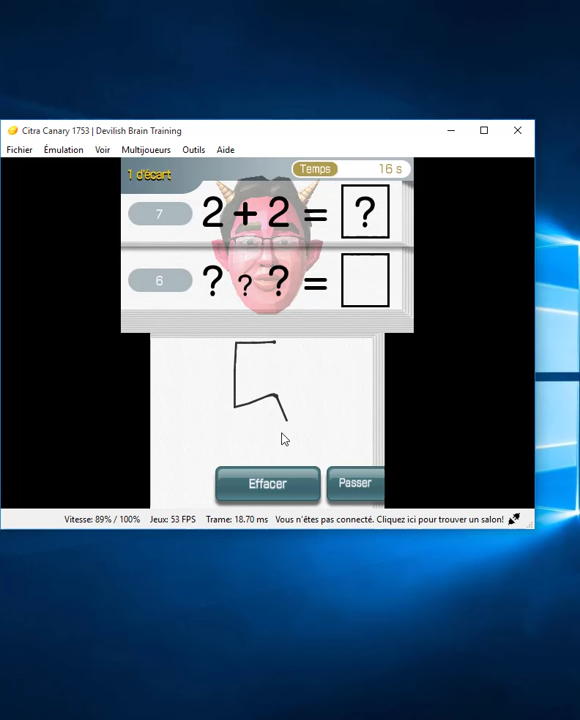 Citra Canary 1753 | Devilish Brain Training
Fichier Émulation Voir Multijoueurs Outils Aide
1 d'écart Temps 16 s
7 2 + 2 = ?
6 ? ? ? =
5
Effacer Passer
Vitesse: 89% / 100% Jeux: 53 FPS Trame: 18.70 ms Vous n'êtes pas connecté. Cliquez ici pour trouver un salon!